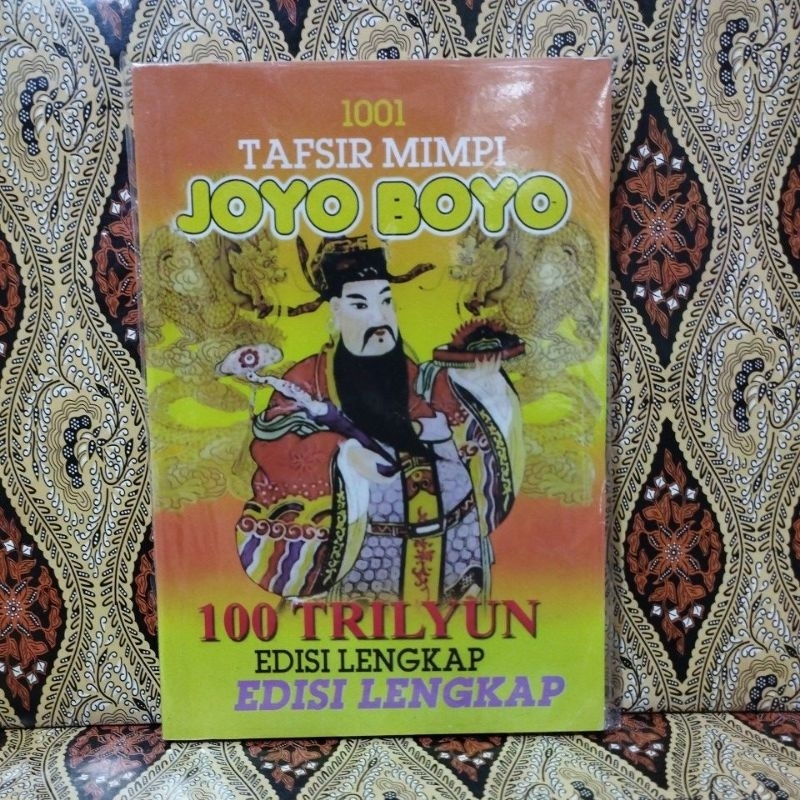 1001
TAFSIR MIMPI
JOYO BOYO
100 TRILYUN
EDISI LENGKAP
EDISI LENGKAP